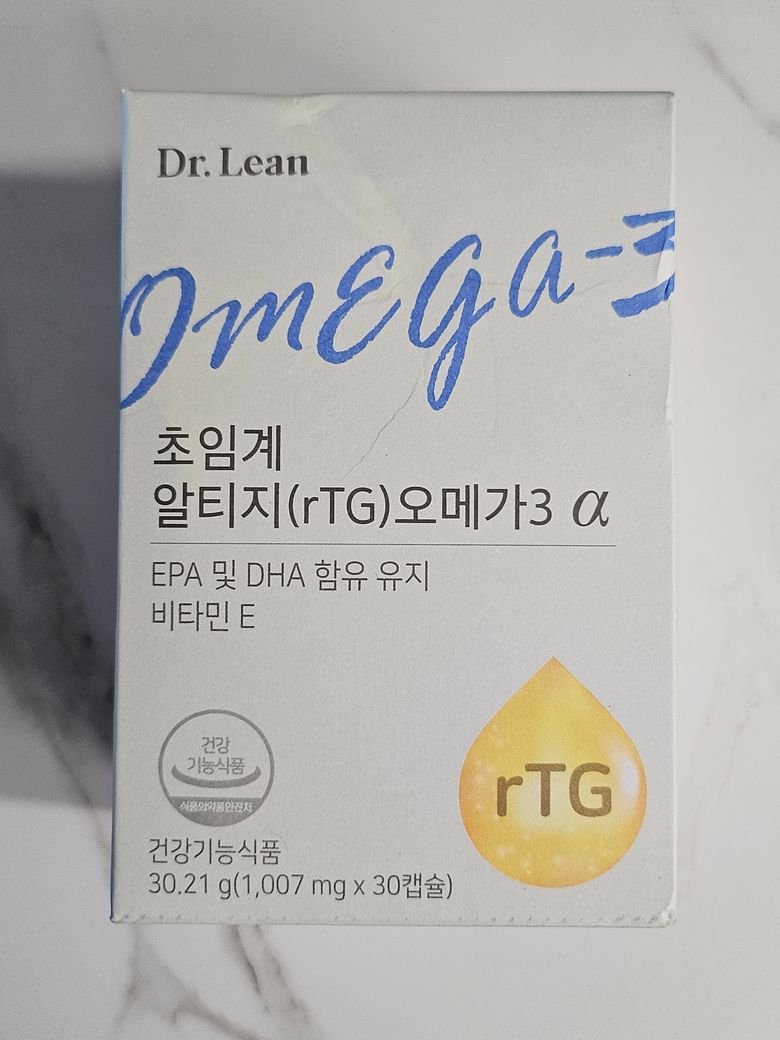 Dr. Lean
Omega-3
초임계
알티지(rTG)오메가3 α
EPA 및 DHA 함유 유지
비타민 E
rTG
건강
기능식품
식품의약품안전처
건강기능식품
30.21 g(1,007 mg x 30캡슐)